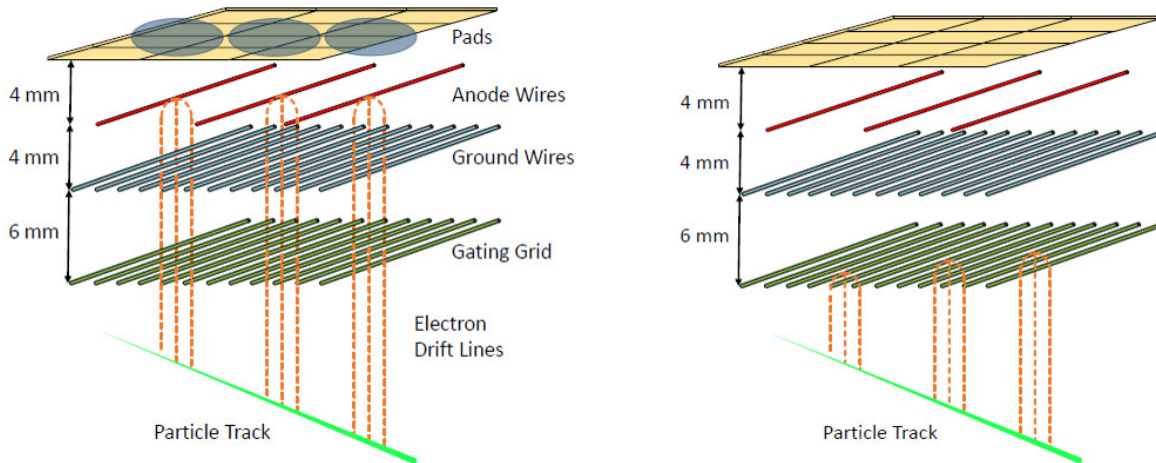 Pads
4 mm
Anode Wires
4 mm
Ground Wires
6 mm
Gating Grid
Electron
Drift Lines
Particle Track
4 mm
4 mm
6 mm
Particle Track